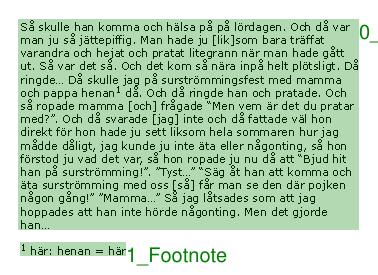 Så skulle han komma och hälsa på på lördagen. Och då var
man ju så jättepiffig. Man hade ju [lik]som bara träffat
varandra och hejat och pratat litegrann när man hade gått
ut. Så var det så. Och det kom så nära inpå helt plötsligt. Då
ringde… Då skulle jag på surströmmingsfest med mamma
och pappa henan¹ då. Och då ringde han och pratade. Och
så ropade mamma [och] frågade ”Men vem är det du pratar
med?”. Och då svarade [jag] inte och då fattade väl hon
direkt för hon hade ju sett liksom hela sommaren hur jag
mådde dåligt, jag kunde ju inte äta eller någonting, så hon
förstod ju vad det var, så hon ropade ju nu då att ”Bjud hit
han på surströmming!”. ”Tyst…” ”Säg åt han att komma och
äta surströmming med oss [så] får man se den där pojken
någon gång!” ”Mamma…” Så jag låtsades som att jag
hoppades att han inte hörde någonting. Men det gjorde
han…
0_
¹ här: henan = här
1_Footnote